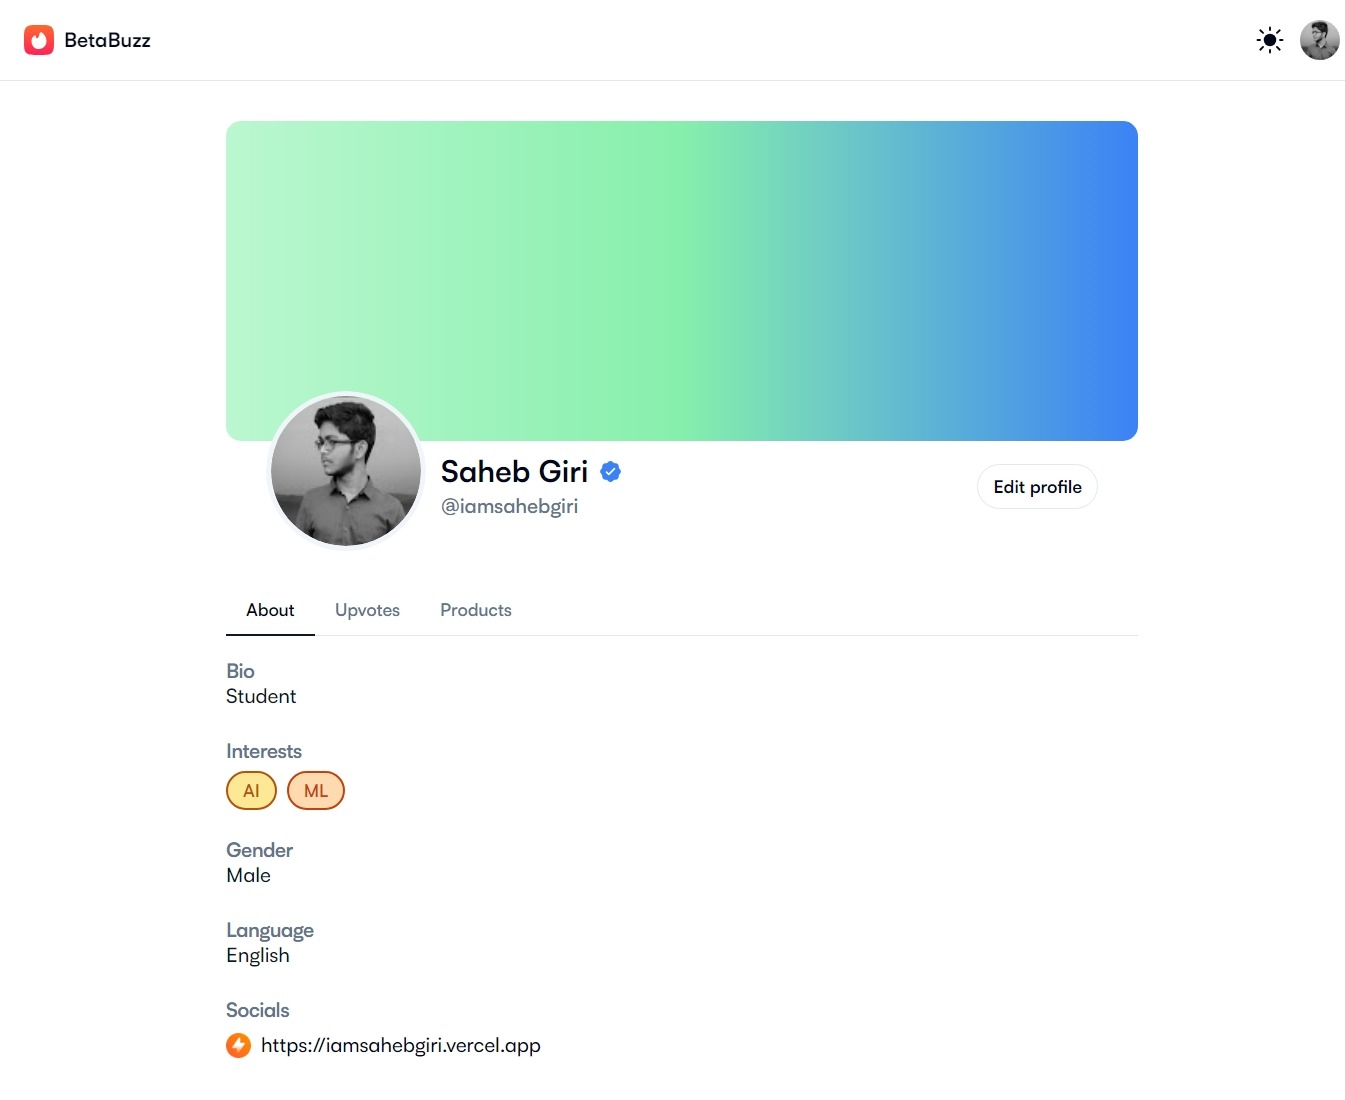 BetaBuzz
Saheb Giri
@iamsahebgiri
Edit profile
About Upvotes Products
Bio
Student
Interests
AI ML
Gender
Male
Language
English
Socials
https://iamsahebgiri.vercel.app